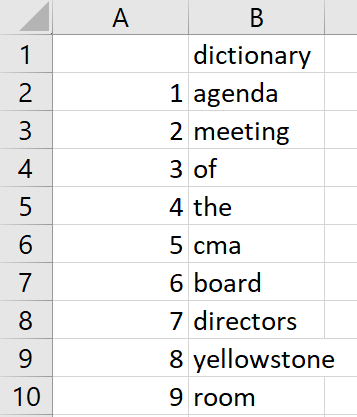 A B
1 dictionary
2 1 agenda
3 2 meeting
4 3 of
5 4 the
6 5 cma
7 6 board
8 7 directors
9 8 yellowstone
10 9 room